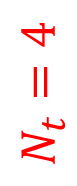 N_t = 4